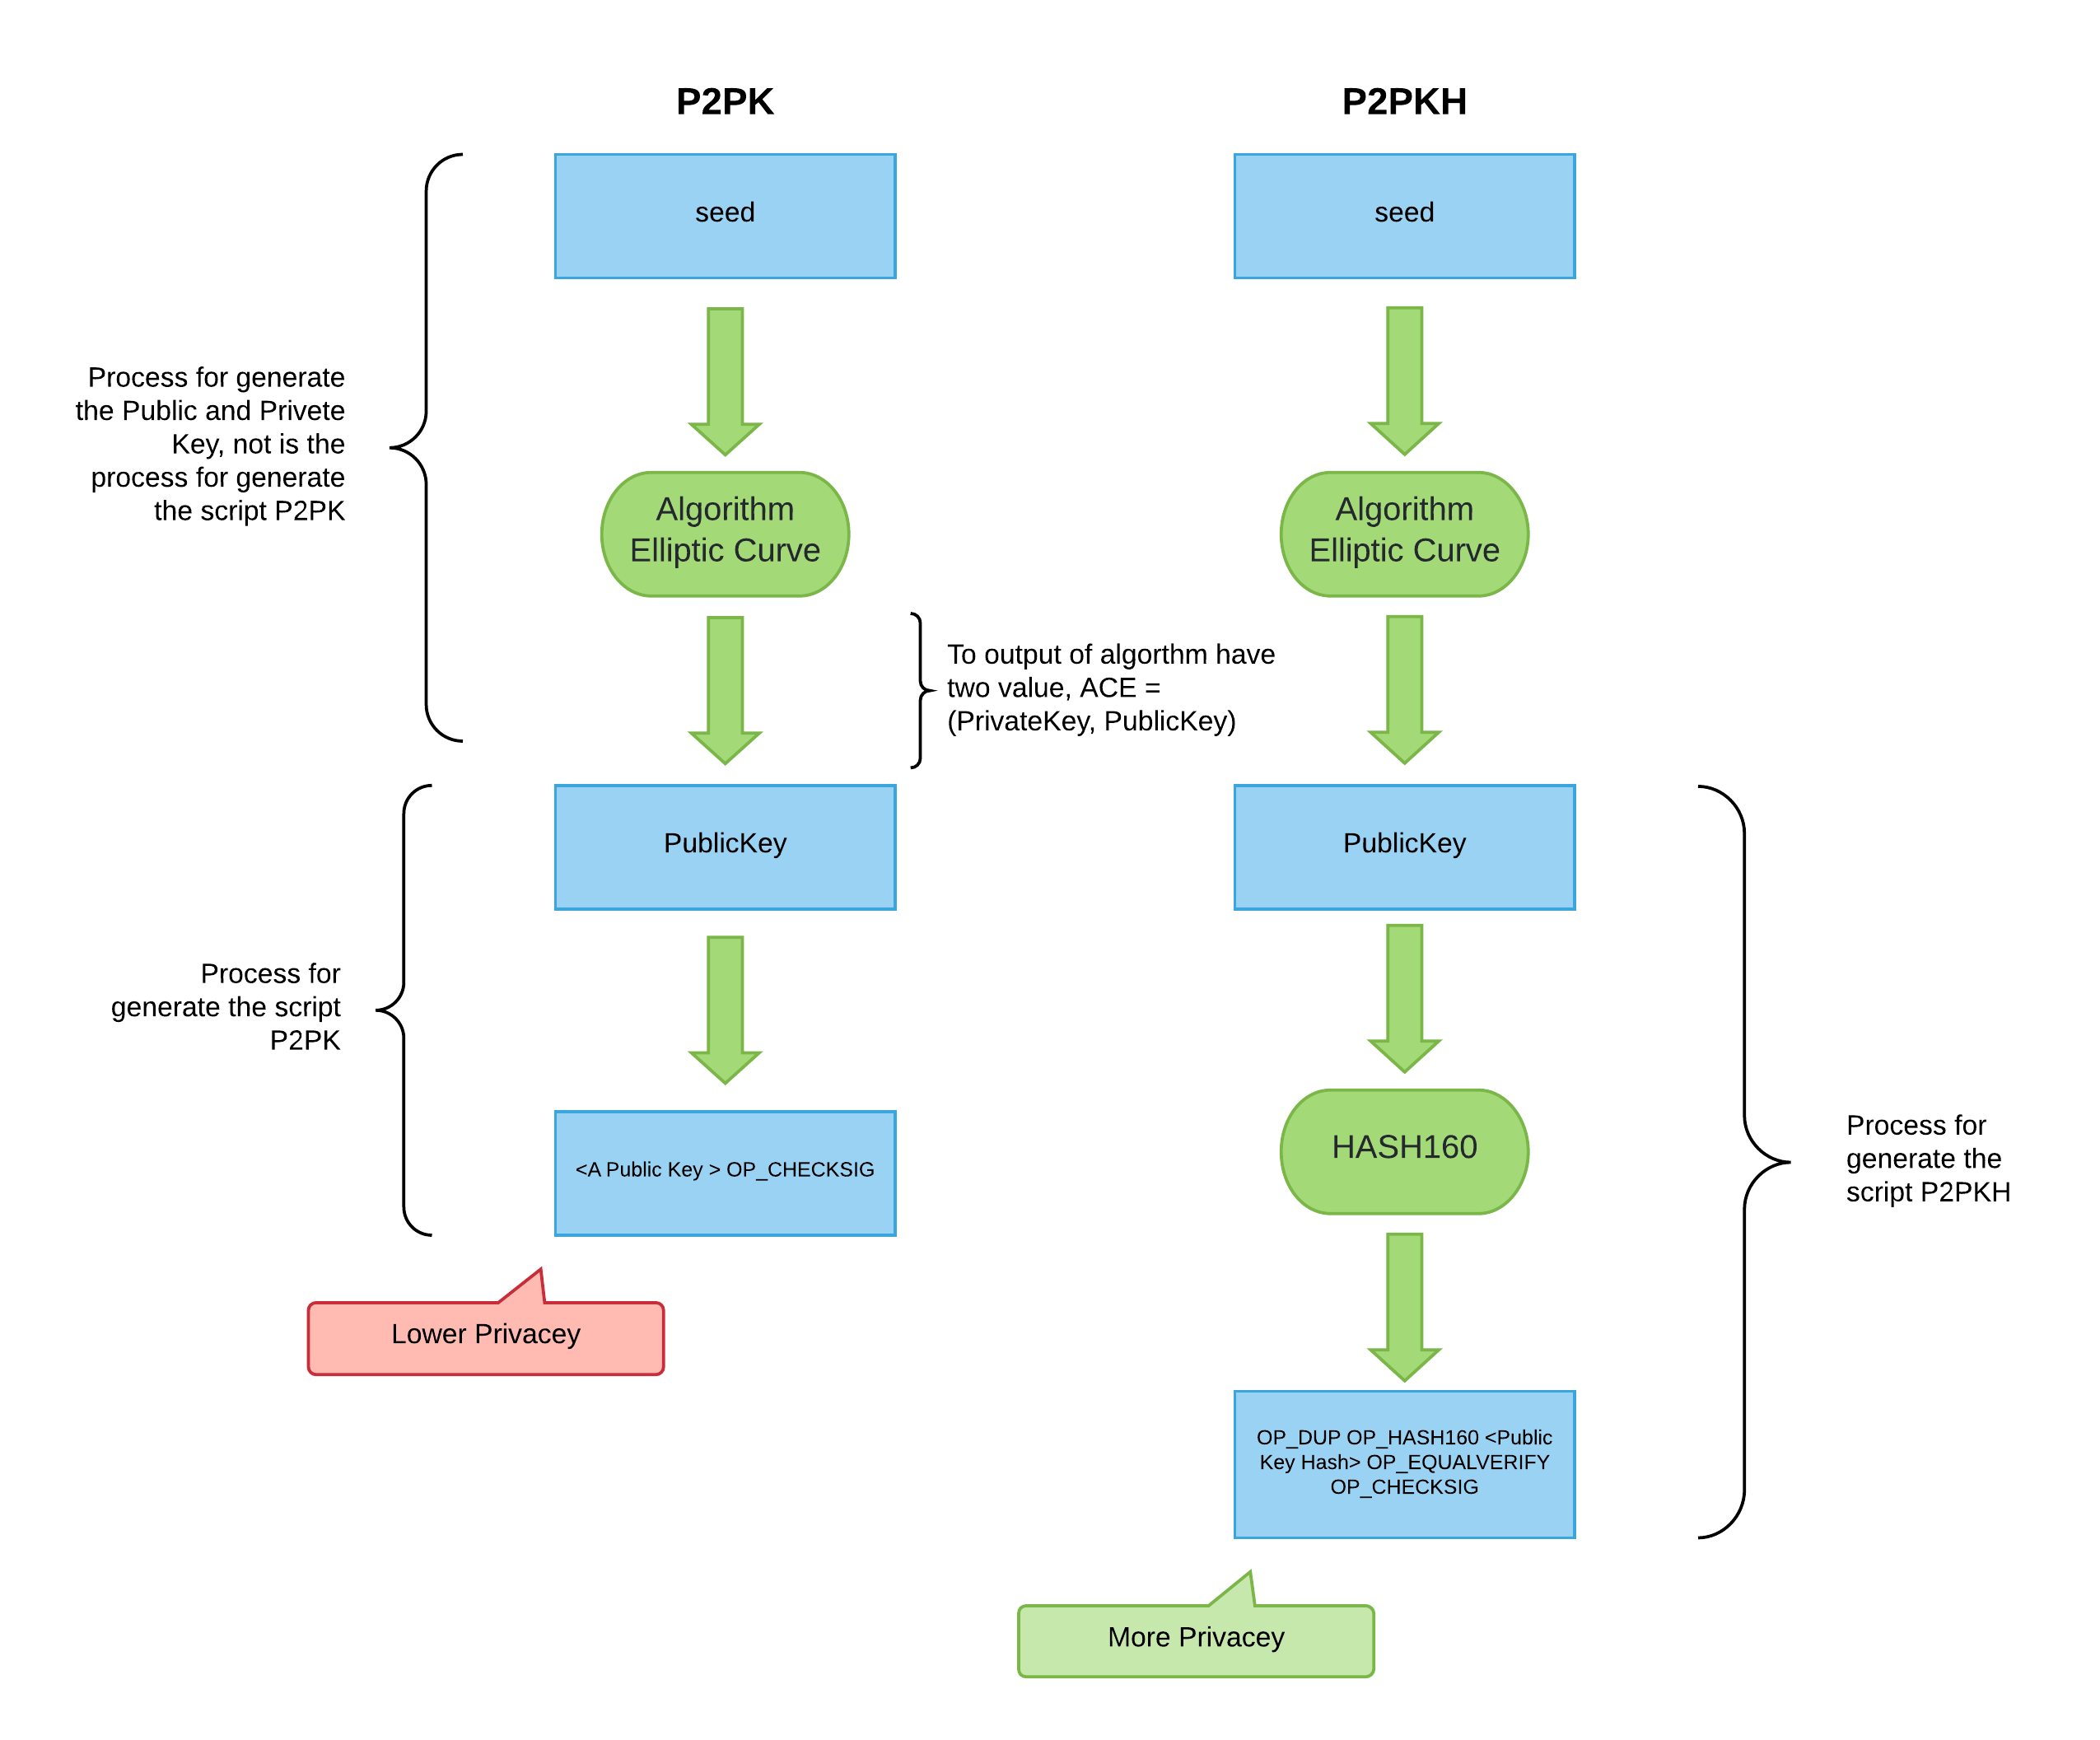 P2PK
P2PKH
seed
seed
Process for generate
the Public and Privete
Key, not is the
process for generate
the script P2PK
Algorithm
Elliptic Curve
Algorithm
Elliptic Curve
To output of algorthm have
two value, ACE =
(PrivateKey, PublicKey)
PublicKey
PublicKey
Process for
generate the script
P2PK
<A Public Key > OP_CHECKSIG
HASH160
Process for
generate the
script P2PKH
Lower Privacey
OP_DUP OP_HASH160 <Public
Key Hash> OP_EQUALVERIFY
OP_CHECKSIG
More Privacey